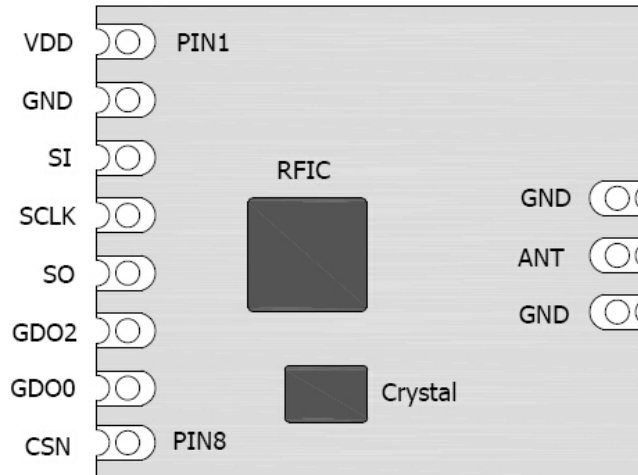 VDD PIN1
GND
SI
RFIC
SCLK
GND
ANT
SO
GND
GDO2
GDO0
Crystal
CSN PIN8